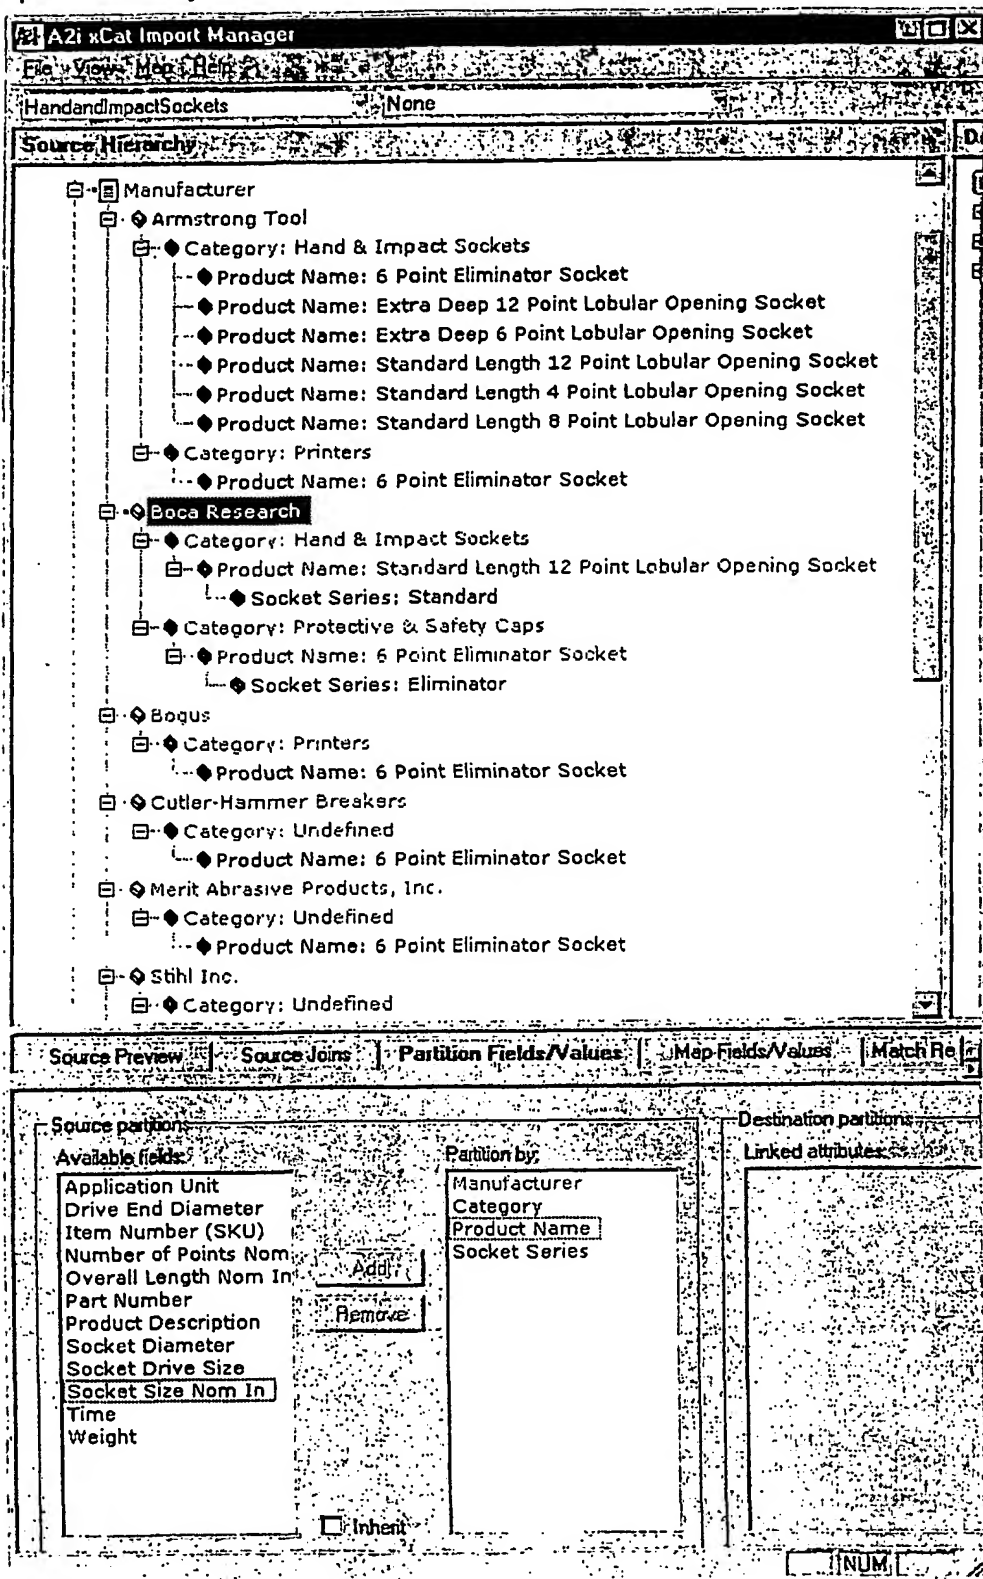 A2i xCat Import Manager
File View Map Help
HandandImpactSockets None
Source Hierarchy
Manufacturer
Armstrong Tool
Category: Hand & Impact Sockets
Product Name: 6 Point Eliminator Socket
Product Name: Extra Deep 12 Point Lobular Opening Socket
Product Name: Extra Deep 6 Point Lobular Opening Socket
Product Name: Standard Length 12 Point Lobular Opening Socket
Product Name: Standard Length 4 Point Lobular Opening Socket
Product Name: Standard Length 8 Point Lobular Opening Socket
Category: Printers
Product Name: 6 Point Eliminator Socket
Boca Research
Category: Hand & Impact Sockets
Product Name: Standard Length 12 Point Lobular Opening Socket
Socket Series: Standard
Category: Protective & Safety Caps
Product Name: 6 Point Eliminator Socket
Socket Series: Eliminator
Bogus
Category: Printers
Product Name: 6 Point Eliminator Socket
Cutler-Hammer Breakers
Category: Undefined
Product Name: 6 Point Eliminator Socket
Merit Abrasive Products, Inc.
Category: Undefined
Product Name: 6 Point Eliminator Socket
Stihl Inc.
Category: Undefined
Source Preview Source Joins Partition Fields/Values Map Fields/Values Match Re
Source partitions
Available fields:
Application Unit
Drive End Diameter
Item Number (SKU)
Number of Points Nom
Overall Length Nom In
Part Number
Product Description
Socket Diameter
Socket Drive Size
Socket Size Nom In
Time
Weight
Add
Remove
Inherit
Partition by:
Manufacturer
Category
Product Name
Socket Series
Destination partitions
Linked attributes:
NUM